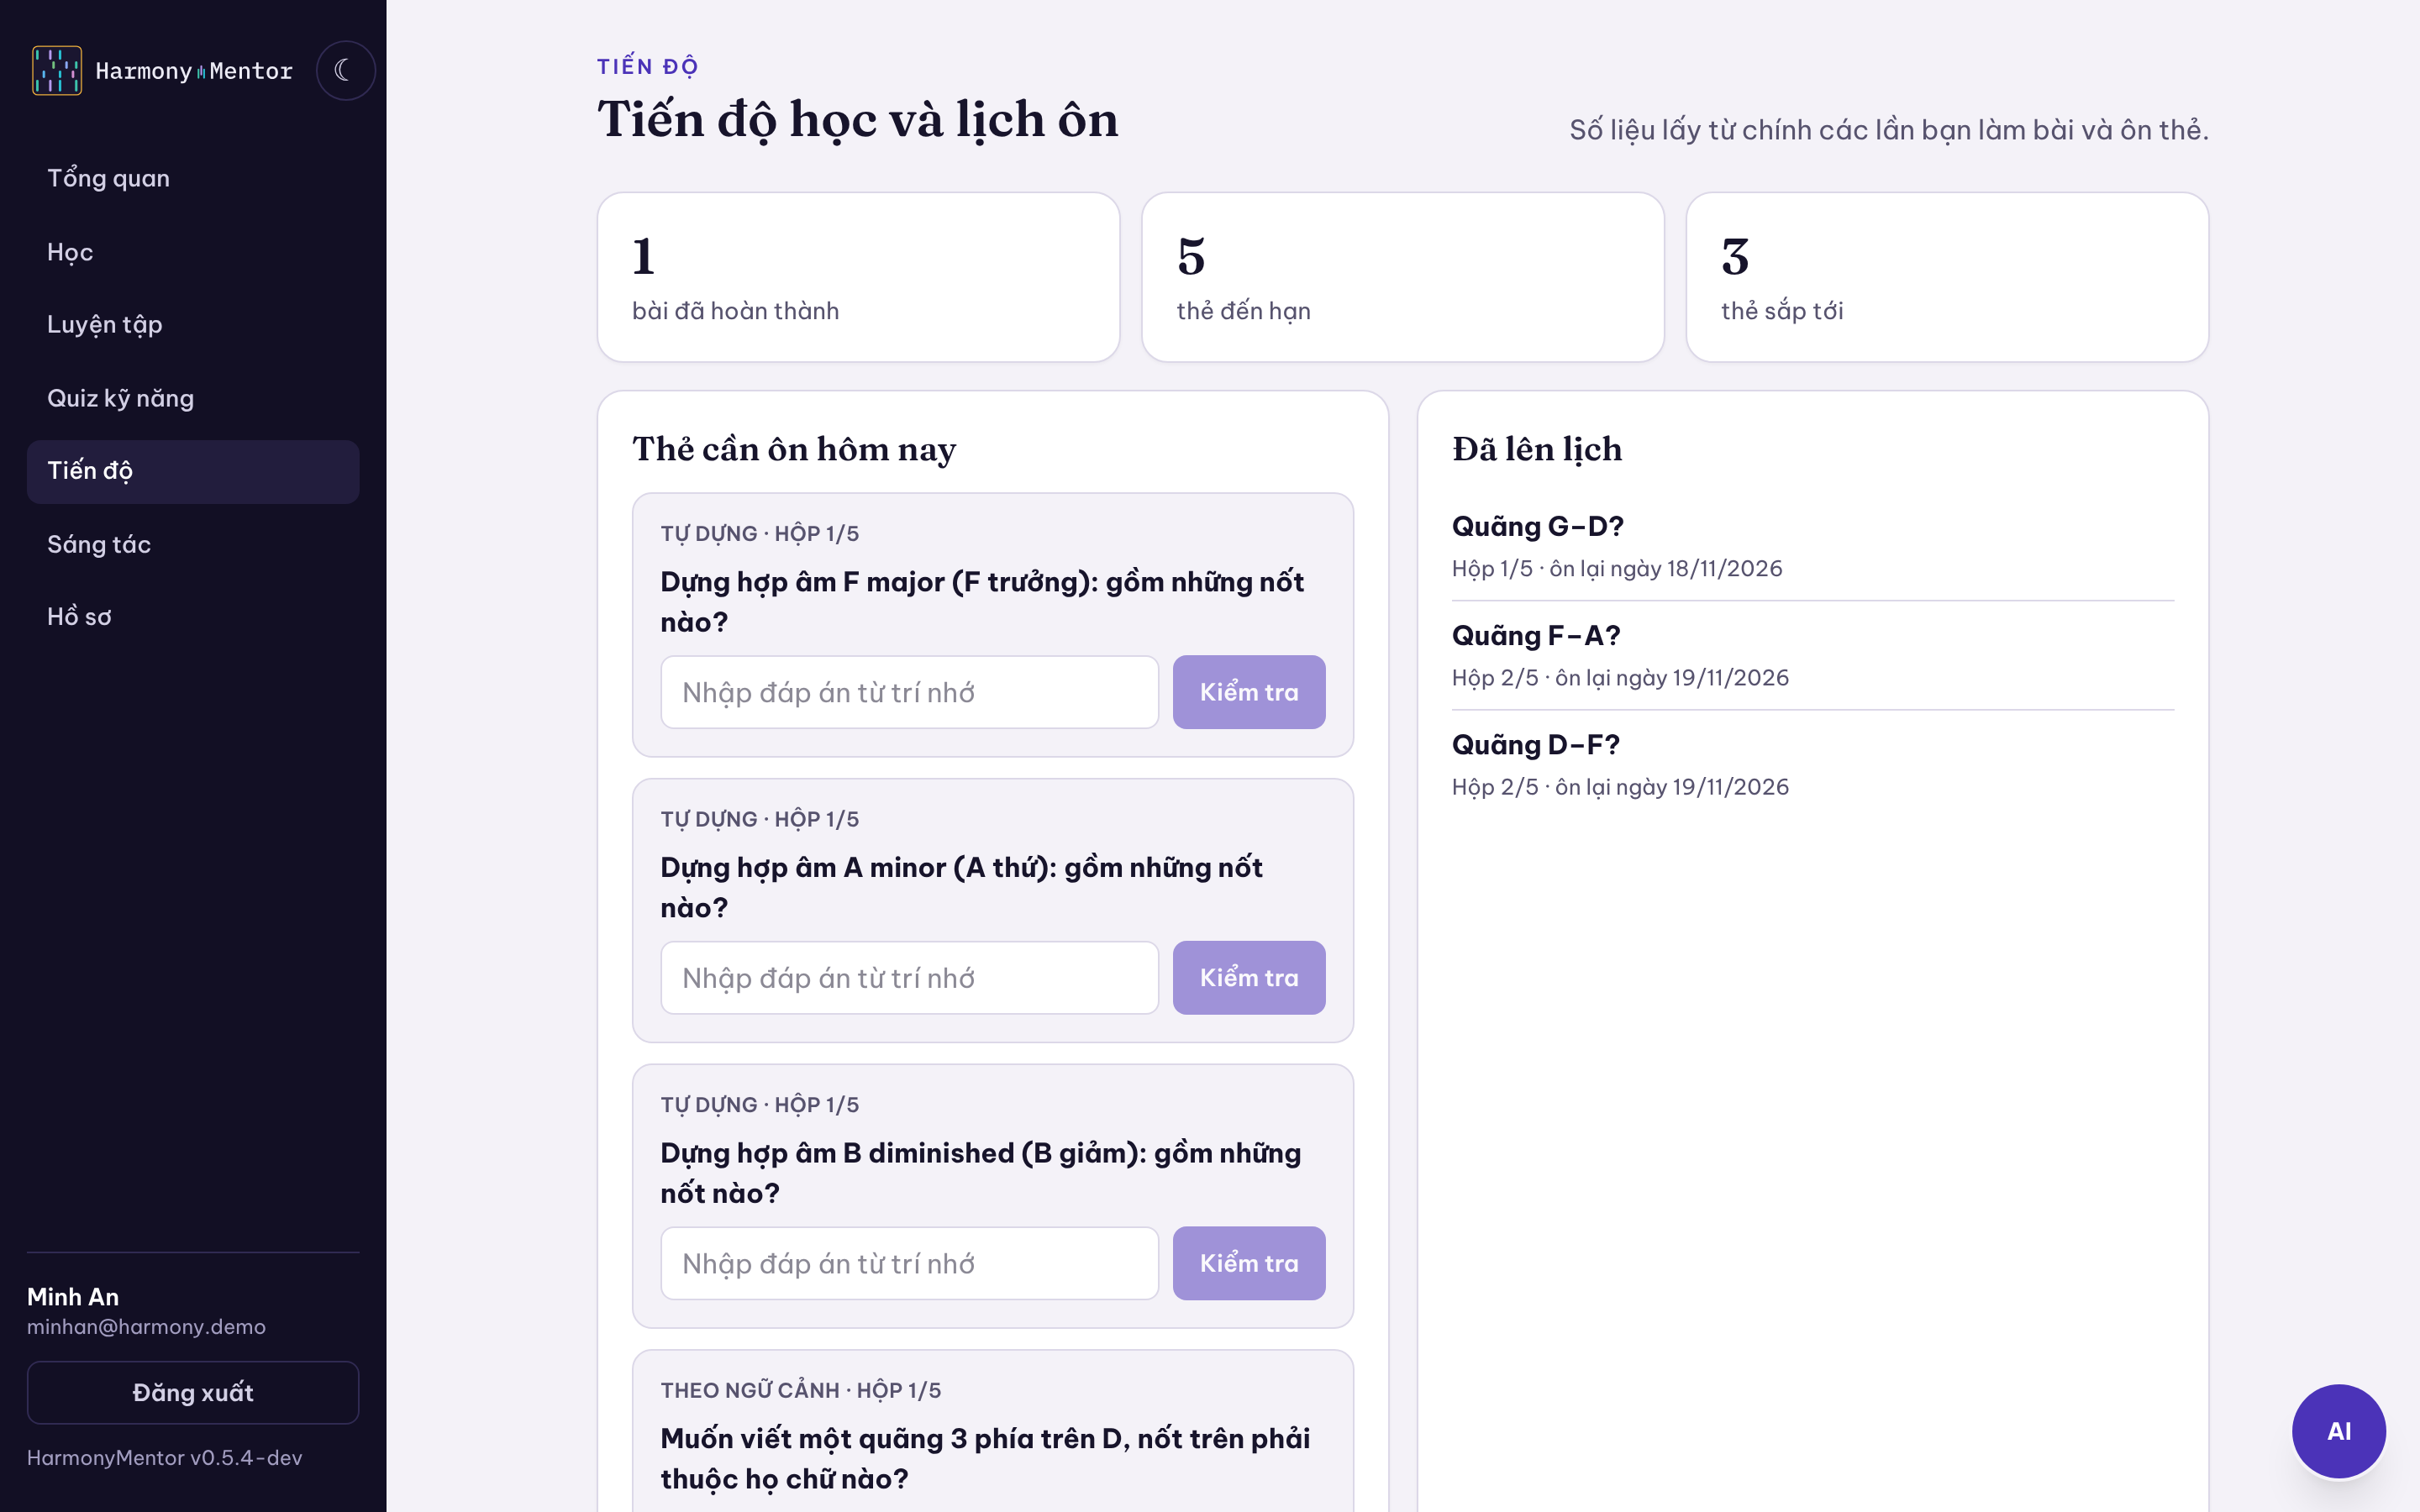 Harmony Mentor
Tổng quan
Học
Luyện tập
Quiz kỹ năng
Tiến độ
Sáng tác
Hồ sơ
Minh An
minhan@harmony.demo
Đăng xuất
HarmonyMentor v0.5.4-dev
TIẾN ĐỘ
Tiến độ học và lịch ôn
Số liệu lấy từ chính các lần bạn làm bài và ôn thẻ.
1
bài đã hoàn thành
5
thẻ đến hạn
3
thẻ sắp tới
Thẻ cần ôn hôm nay
TỰ DỰNG · HỘP 1/5
Dựng hợp âm F major (F trưởng): gồm những nốt
nào?
Nhập đáp án từ trí nhớ
Kiểm tra
TỰ DỰNG · HỘP 1/5
Dựng hợp âm A minor (A thứ): gồm những nốt
nào?
Nhập đáp án từ trí nhớ
Kiểm tra
TỰ DỰNG · HỘP 1/5
Dựng hợp âm B diminished (B giảm): gồm những
nốt nào?
Nhập đáp án từ trí nhớ
Kiểm tra
THEO NGỮ CẢNH · HỘP 1/5
Muốn viết một quãng 3 phía trên D, nốt trên phải
thuộc họ chữ nào?
Đã lên lịch
Quãng G–D?
Hộp 1/5 · ôn lại ngày 18/11/2026
Quãng F–A?
Hộp 2/5 · ôn lại ngày 19/11/2026
Quãng D–F?
Hộp 2/5 · ôn lại ngày 19/11/2026
AI